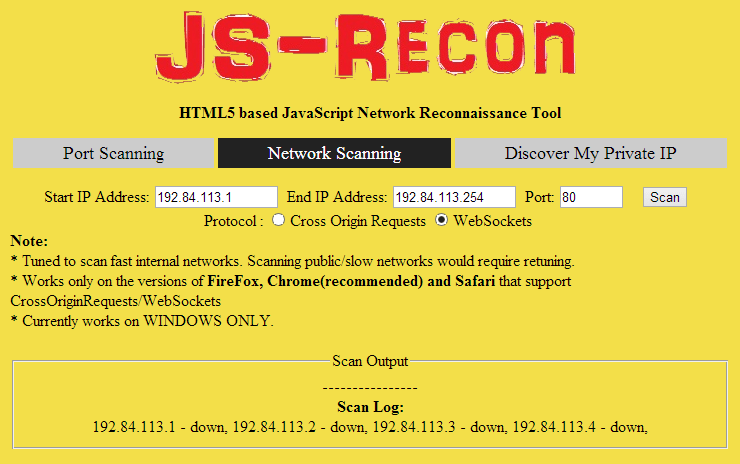 JS-Recon
HTML5 based JavaScript Network Reconnaissance Tool
Port Scanning Network Scanning Discover My Private IP
Start IP Address: 192.84.113.1 End IP Address: 192.84.113.254 Port: 80 Scan
Protocol : Cross Origin Requests WebSockets
Note:
* Tuned to scan fast internal networks. Scanning public/slow networks would require retuning.
* Works only on the versions of FireFox, Chrome(recommended) and Safari that support
CrossOriginRequests/WebSockets
* Currently works on WINDOWS ONLY.
Scan Output
----------------
Scan Log:
192.84.113.1 - down, 192.84.113.2 - down, 192.84.113.3 - down, 192.84.113.4 - down,